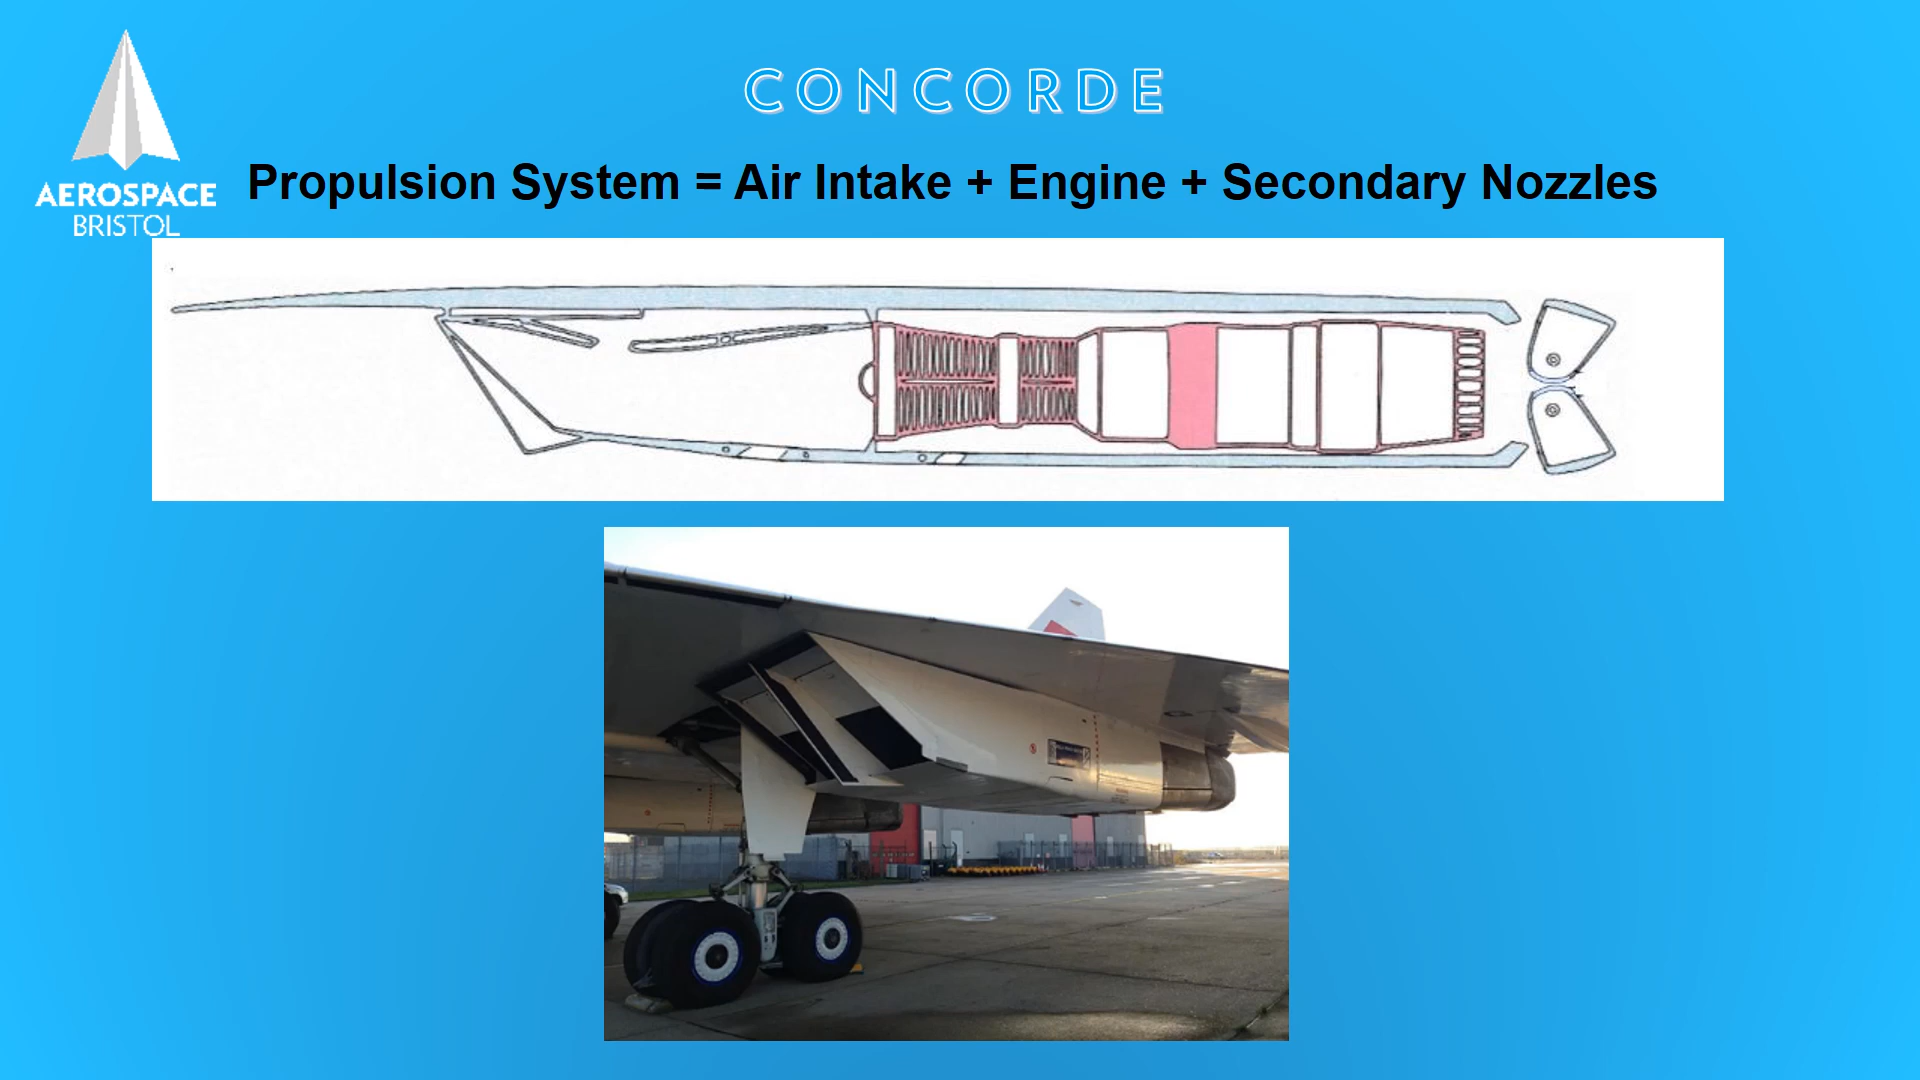 CONCORDE
AEROSPACE
BRISTOL
Propulsion System = Air Intake + Engine + Secondary Nozzles